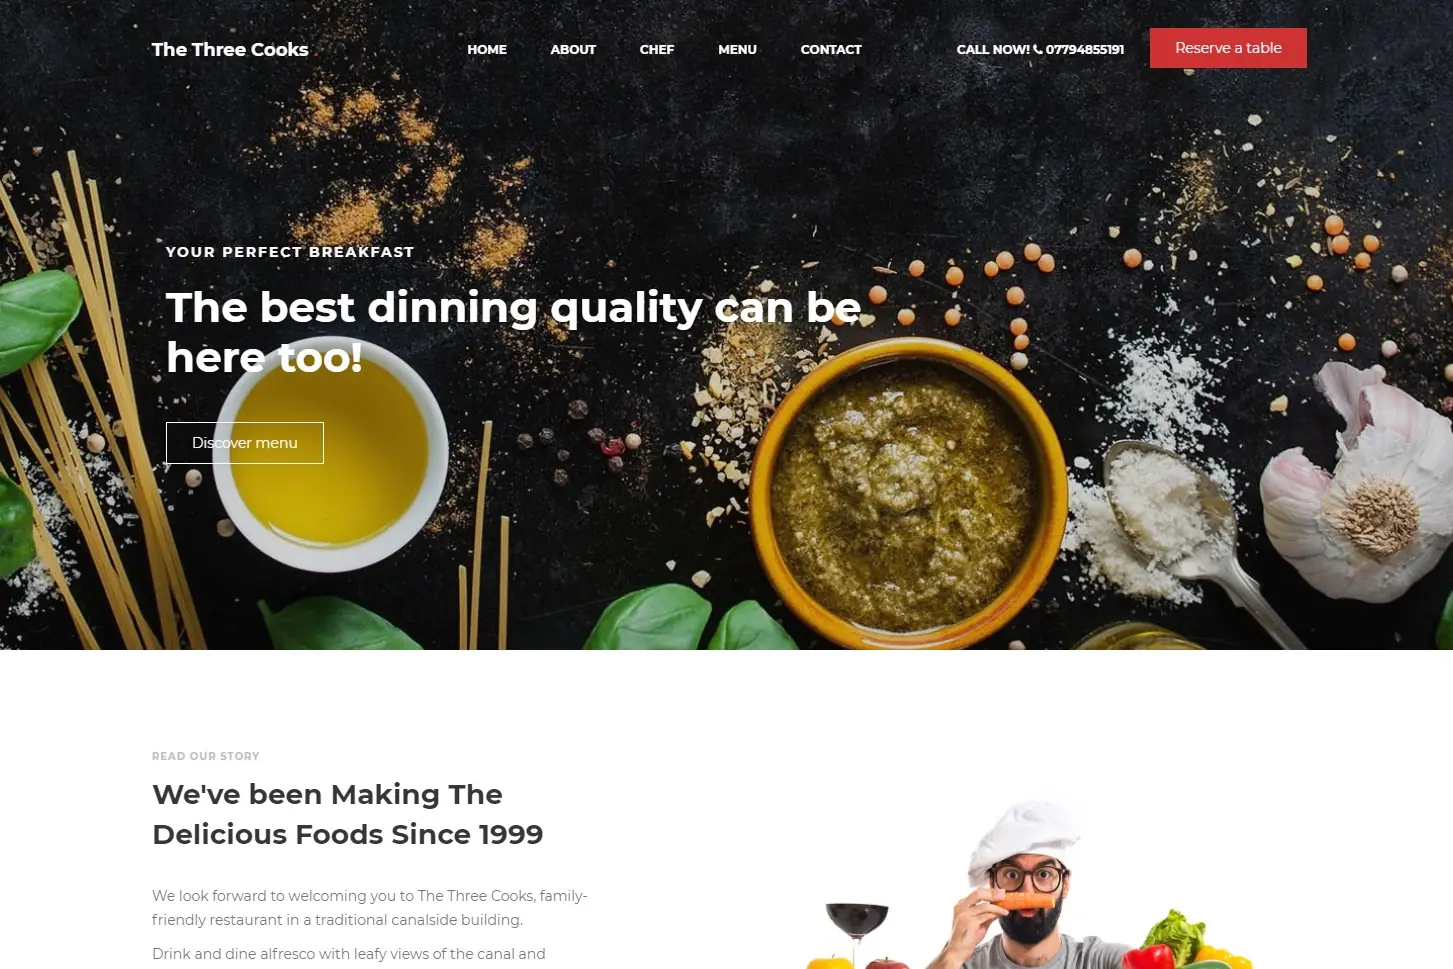 The Three Cooks
HOME ABOUT CHEF MENU CONTACT
CALL NOW! 07794855191
Reserve a table
YOUR PERFECT BREAKFAST
The best dinning quality can be
here too!
Discover menu
READ OUR STORY
We've been Making The
Delicious Foods Since 1999
We look forward to welcoming you to The Three Cooks, family-
friendly restaurant in a traditional canalside building.
Drink and dine alfresco with leafy views of the canal and